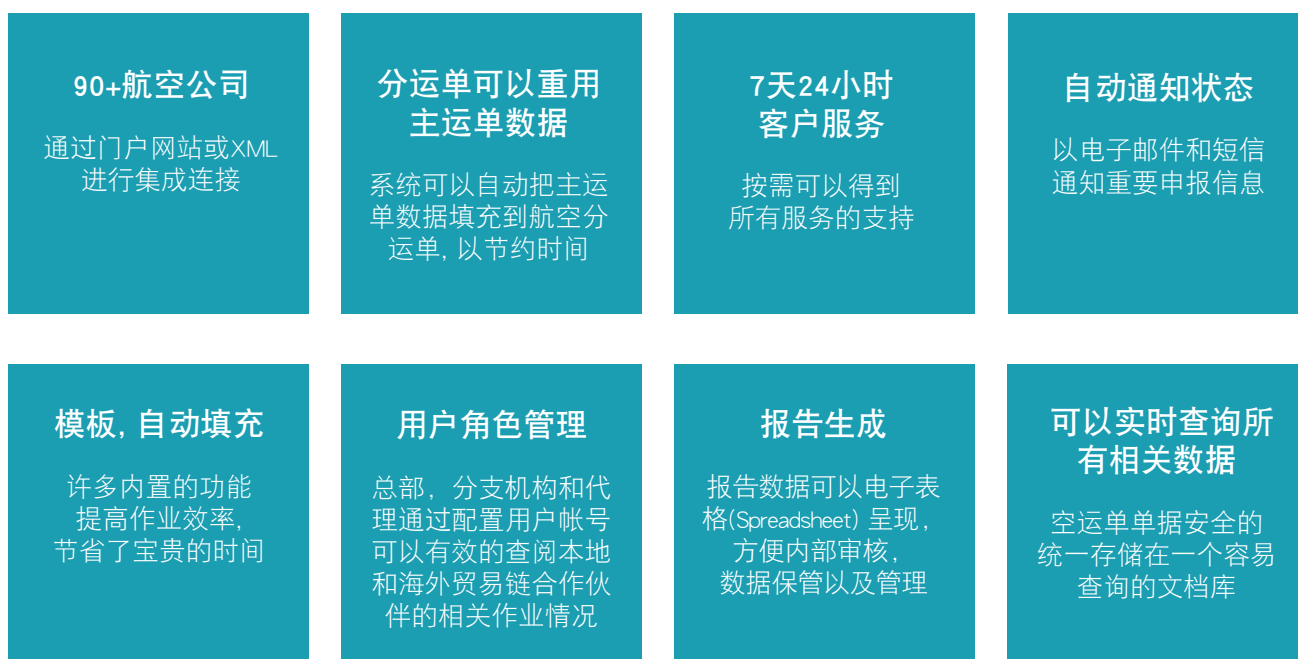 90+航空公司
通过门户网站或XML
进行集成连接
分运单可以重用
主运单数据
系统可以自动把主运
单数据填充到航空分
运单, 以节约时间
7天24小时
客户服务
按需可以得到
所有服务的支持
自动通知状态
以电子邮件和短信
通知重要申报信息
模板, 自动填充
许多内置的功能
提高作业效率,
节省了宝贵的时间
用户角色管理
总部，分支机构和代
理通过配置用户帐号
可以有效的查阅本地
和海外贸易链合作伙
伴的相关作业情况
报告生成
报告数据可以电子表
格(Spreadsheet) 呈现，
方便内部审核，
数据保管以及管理
可以实时查询所
有相关数据
空运单单据安全的
统一存储在一个容易
查询的文档库